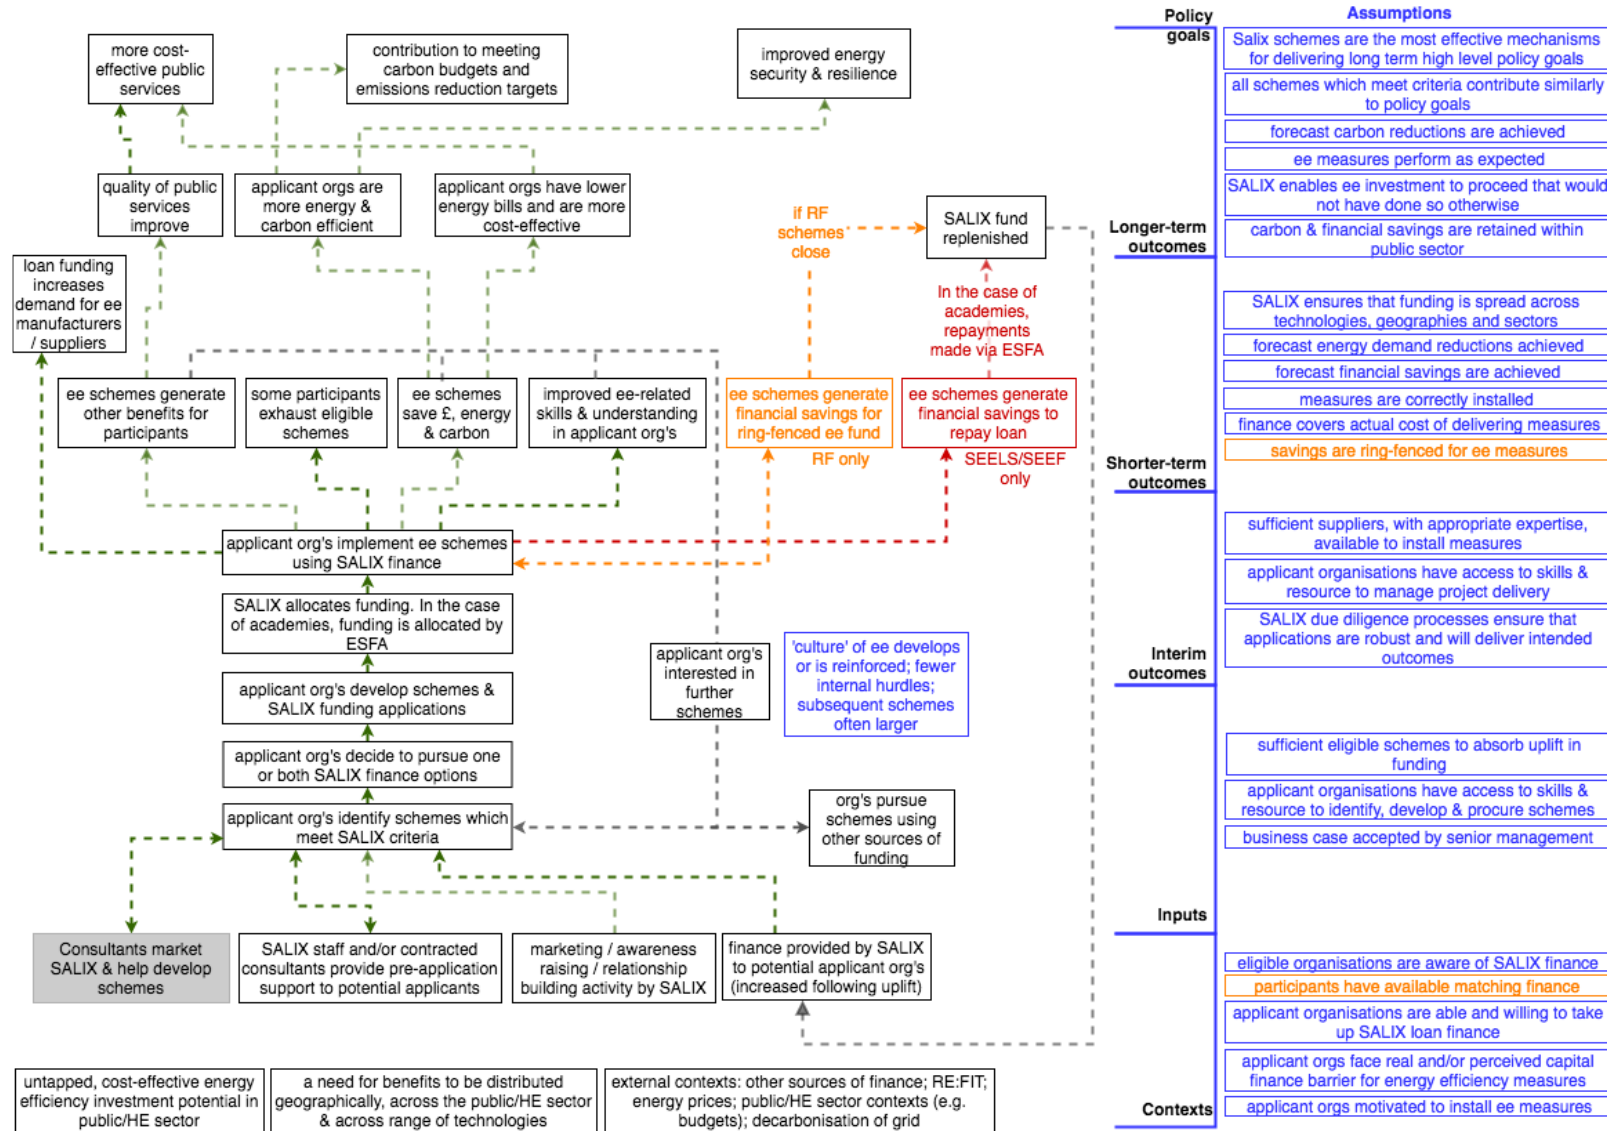 more cost-
effective public
services
contribution to meeting
carbon budgets and
emissions reduction targets
improved energy
security & resilience
quality of public
services
improve
applicant orgs are
more energy &
carbon efficient
applicant orgs have lower
energy bills and are more
cost-effective
if RF
schemes
close
SALIX fund
replenished
loan funding
increases
demand for ee
manufacturers
/ suppliers
In the case of
academies,
repayments
made via ESFA
ee schemes generate
other benefits for
participants
some participants
exhaust eligible
schemes
ee schemes
save £, energy
& carbon
improved ee-related
skills & understanding
in applicant org's
ee schemes generate
financial savings for
ring-fenced ee fund
RF only
ee schemes generate
financial savings to
repay loan
SEELS/SEEF
only
applicant org's implement ee schemes
using SALIX finance
SALIX allocates funding. In the case
of academies, funding is allocated by
ESFA
applicant org's
interested in
further
schemes
'culture' of ee develops
or is reinforced; fewer
internal hurdles;
subsequent schemes
often larger
applicant org's develop schemes &
SALIX funding applications
applicant org's decide to pursue one
or both SALIX finance options
applicant org's identify schemes which
meet SALIX criteria
org's pursue
schemes using
other sources of
funding
Consultants market
SALIX & help develop
schemes
SALIX staff and/or contracted
consultants provide pre-application
support to potential applicants
marketing / awareness
raising / relationship
building activity by SALIX
finance provided by SALIX
to potential applicant org's
(increased following uplift)
untapped, cost-effective energy
efficiency investment potential in
public/HE sector
a need for benefits to be distributed
geographically, across the public/HE sector
& across range of technologies
external contexts: other sources of finance; RE:FIT;
energy prices; public/HE sector contexts (e.g.
budgets); decarbonisation of grid
Policy
goals
Longer-term
outcomes
Shorter-term
outcomes
Interim
outcomes
Inputs
Contexts
Assumptions
Salix schemes are the most effective mechanisms
for delivering long term high level policy goals
all schemes which meet criteria contribute similarly
to policy goals
forecast carbon reductions are achieved
ee measures perform as expected
SALIX enables ee investment to proceed that would
not have done so otherwise
carbon & financial savings are retained within
public sector
SALIX ensures that funding is spread across
technologies, geographies and sectors
forecast energy demand reductions achieved
forecast financial savings are achieved
measures are correctly installed
finance covers actual cost of delivering measures
savings are ring-fenced for ee measures
sufficient suppliers, with appropriate expertise,
available to install measures
applicant organisations have access to skills &
resource to manage project delivery
SALIX due diligence processes ensure that
applications are robust and will deliver intended
outcomes
sufficient eligible schemes to absorb uplift in
funding
applicant organisations have access to skills &
resource to identify, develop & procure schemes
business case accepted by senior management
eligible organisations are aware of SALIX finance
participants have available matching finance
applicant organisations are able and willing to take
up SALIX loan finance
applicant orgs face real and/or perceived capital
finance barrier for energy efficiency measures
applicant orgs motivated to install ee measures